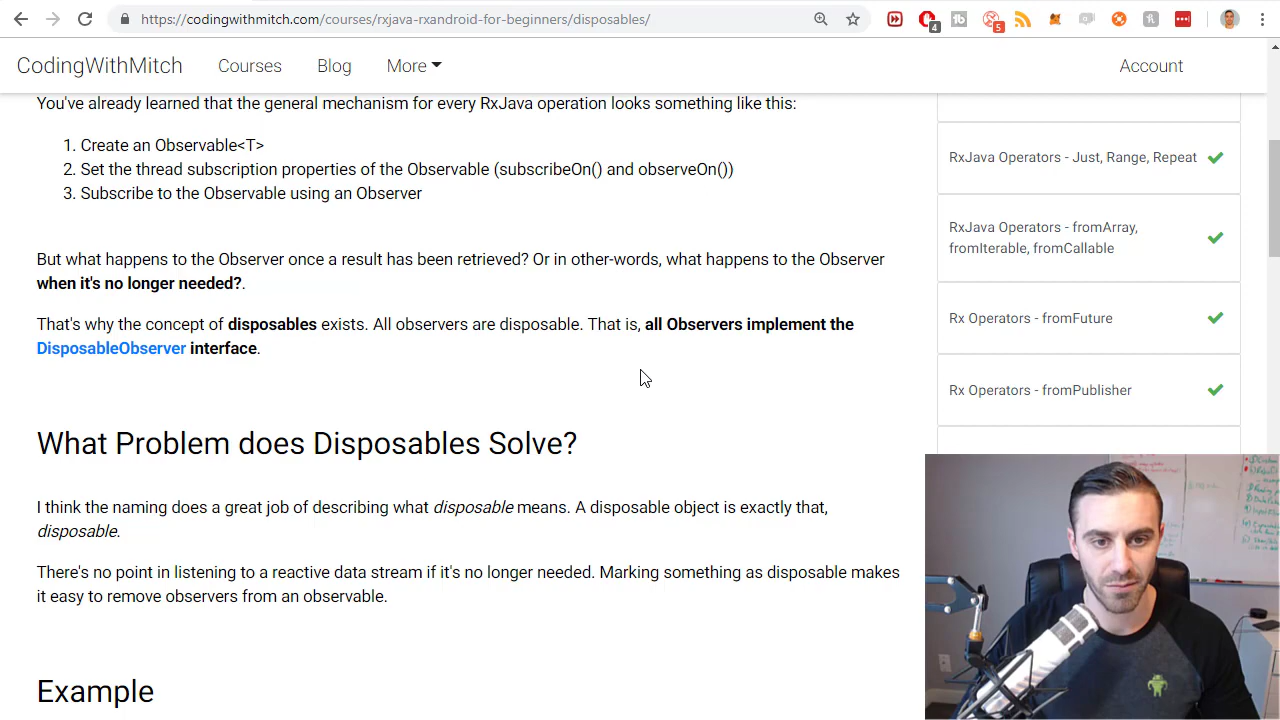 https://codingwithmitch.com/courses/rxjava-rxandroid-for-beginners/disposables/
4
5
CodingWithMitch
Courses
Blog
More
Account
You've already learned that the general mechanism for every RxJava operation looks something like this:
1. Create an Observable<T>
2. Set the thread subscription properties of the Observable (subscribeOn() and observeOn())
3. Subscribe to the Observable using an Observer
But what happens to the Observer once a result has been retrieved? Or in other-words, what happens to the Observer
when it's no longer needed?.
That's why the concept of disposables exists. All observers are disposable. That is, all Observers implement the
DisposableObserver interface.
What Problem does Disposables Solve?
I think the naming does a great job of describing what disposable means. A disposable object is exactly that,
disposable.
There's no point in listening to a reactive data stream if it's no longer needed. Marking something as disposable makes
it easy to remove observers from an observable.
Example
RxJava Operators - Just, Range, Repeat
RxJava Operators - fromArray,
fromIterable, fromCallable
Rx Operators - fromFuture
Rx Operators - fromPublisher